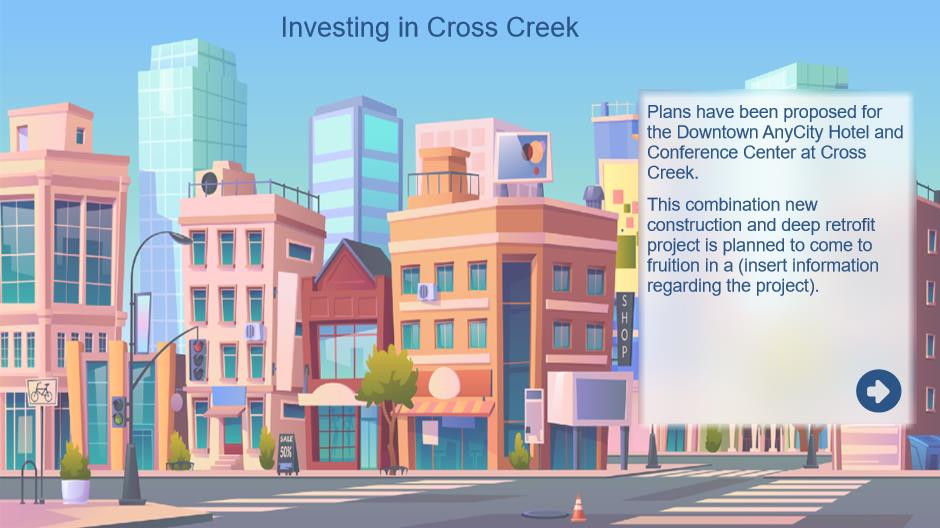 Investing in Cross Creek
Plans have been proposed for
the Downtown AnyCity Hotel and
Conference Center at Cross
Creek.
This combination new
construction and deep retrofit
project is planned to come to
fruition in a (insert information
regarding the project).
SHOP
SALE
50%